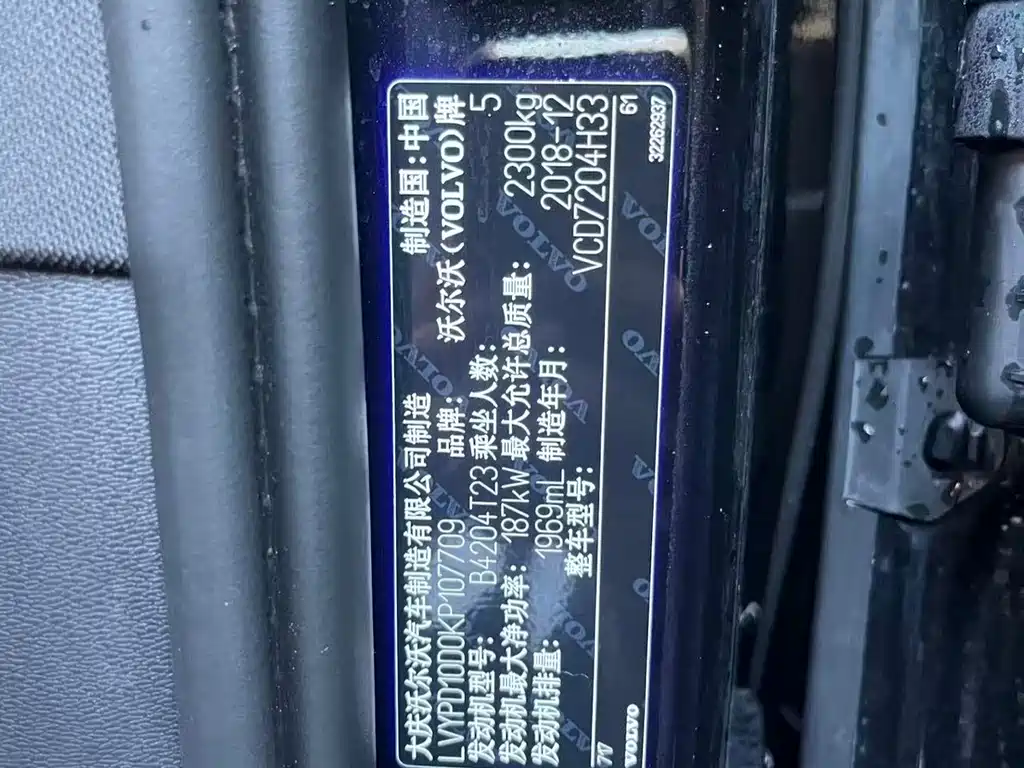 大庆沃尔沃汽车制造有限公司制造 制造国:中国
LVYPD10D0KP107709 品牌: 沃尔沃(VOLVO)牌
发动机型号: B4204T23 乘坐人数: 5
发动机最大净功率: 187kW 最大允许总质量: 2300kg
发动机排量: 1969mL 制造年月: 2018-12
整车型号: VCD7204H33
717 61
VOLVO 32262937